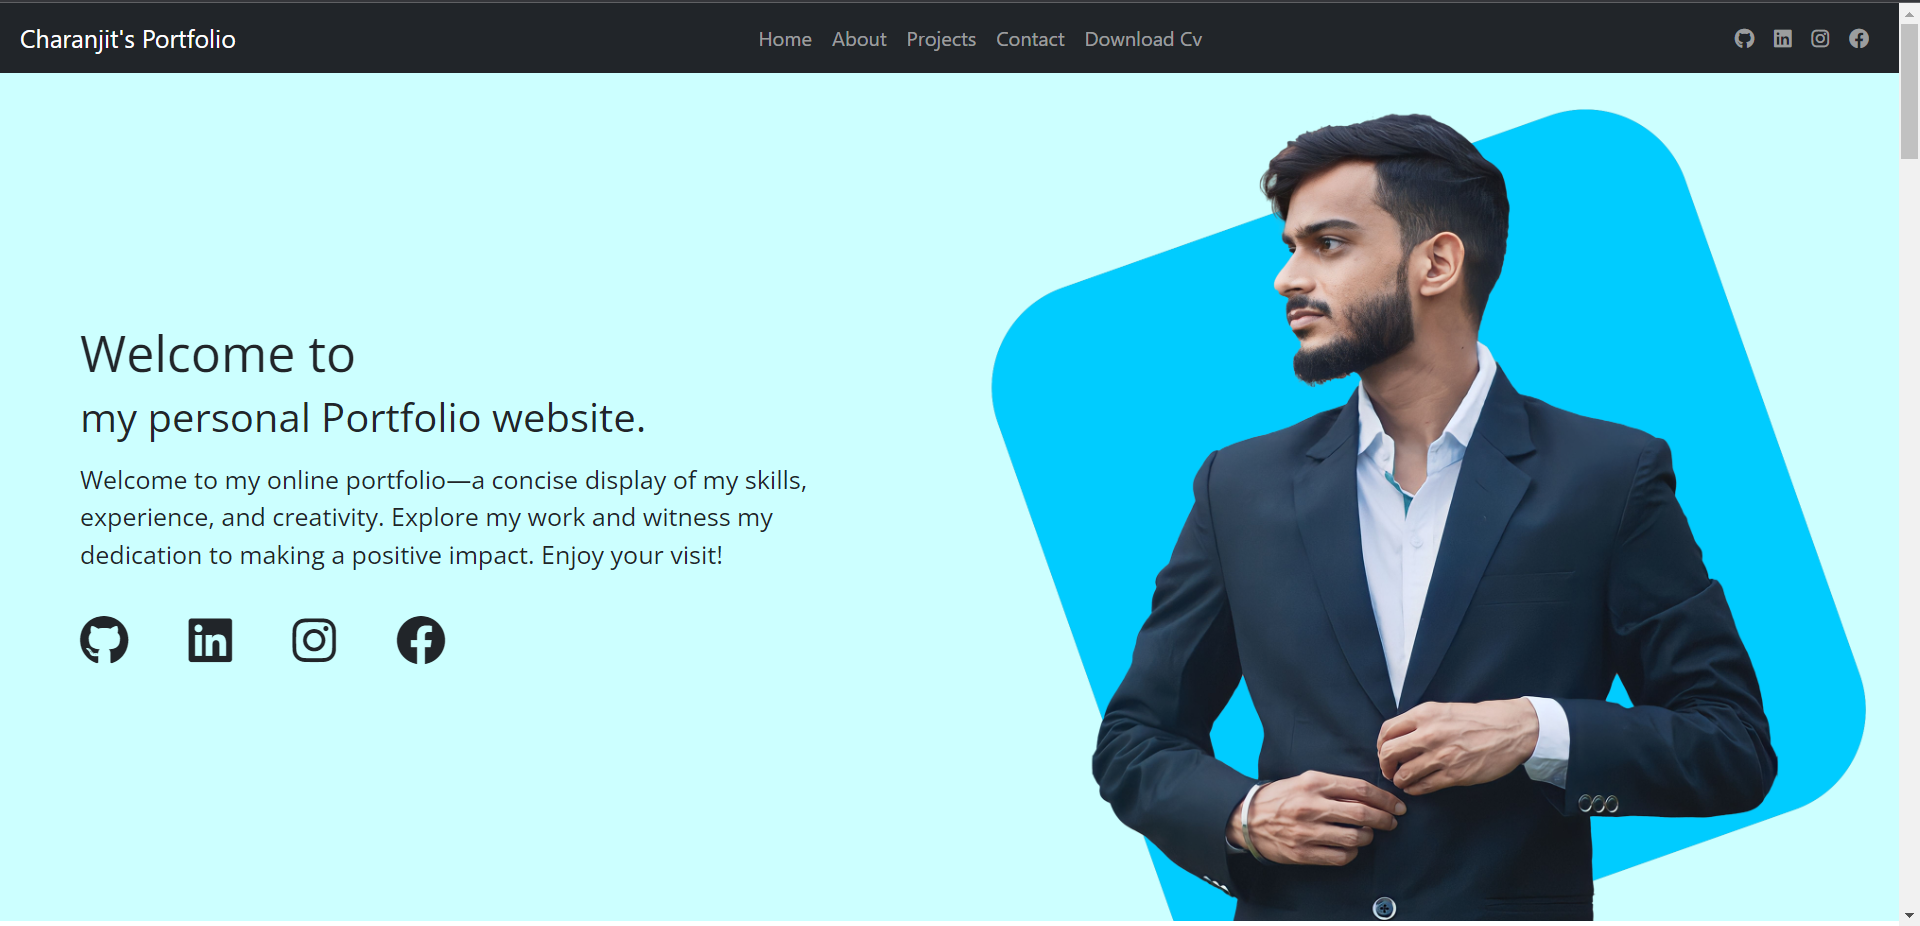 Charanjit's Portfolio
Home About Projects Contact Download Cv
Welcome to
my personal Portfolio website.
Welcome to my online portfolio—a concise display of my skills,
experience, and creativity. Explore my work and witness my
dedication to making a positive impact. Enjoy your visit!